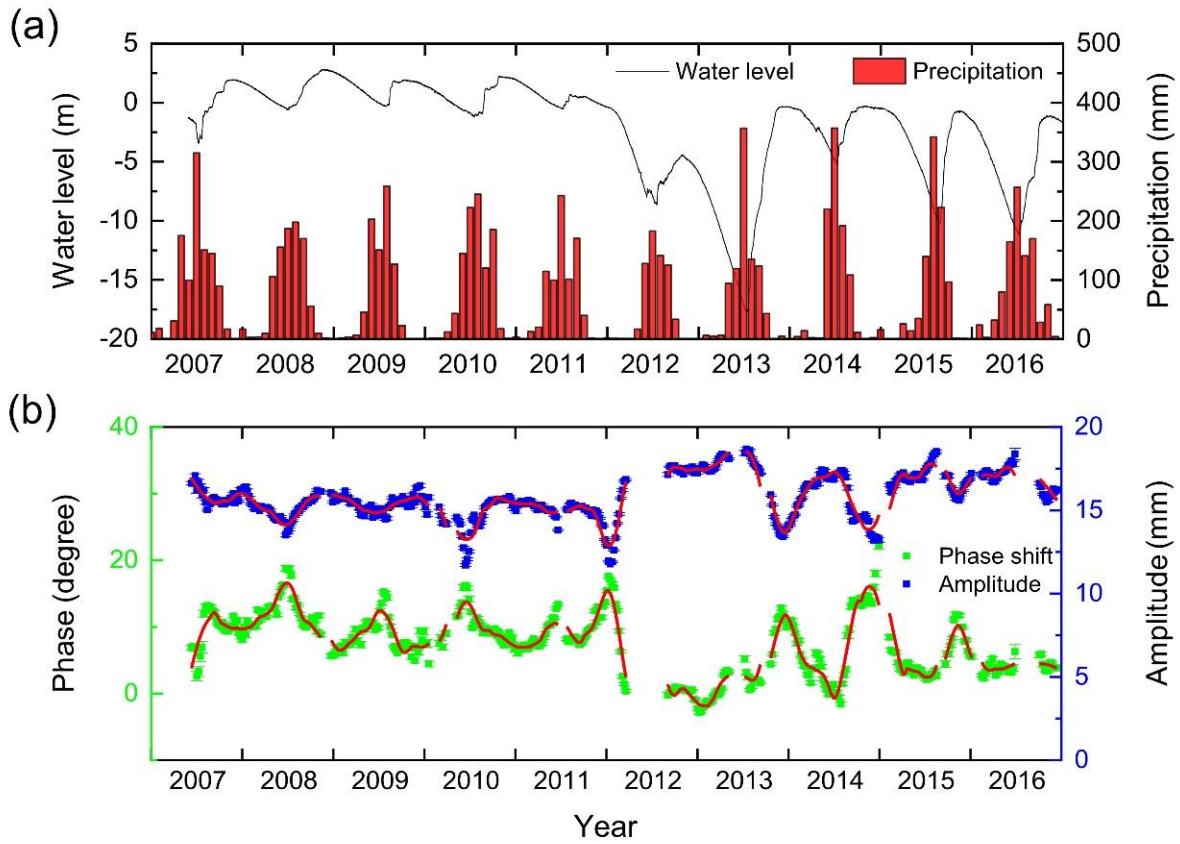 (a)
Water level (m)
5
0
-5
-10
-15
-20
Water level
Precipitation
500
400
300
200
100
0
Precipitation (mm)
2007 2008 2009 2010 2011 2012 2013 2014 2015 2016
(b)
Phase (degree)
40
20
0
Phase shift
Amplitude
20
15
10
5
0
Amplitude (mm)
2007 2008 2009 2010 2011 2012 2013 2014 2015 2016
Year